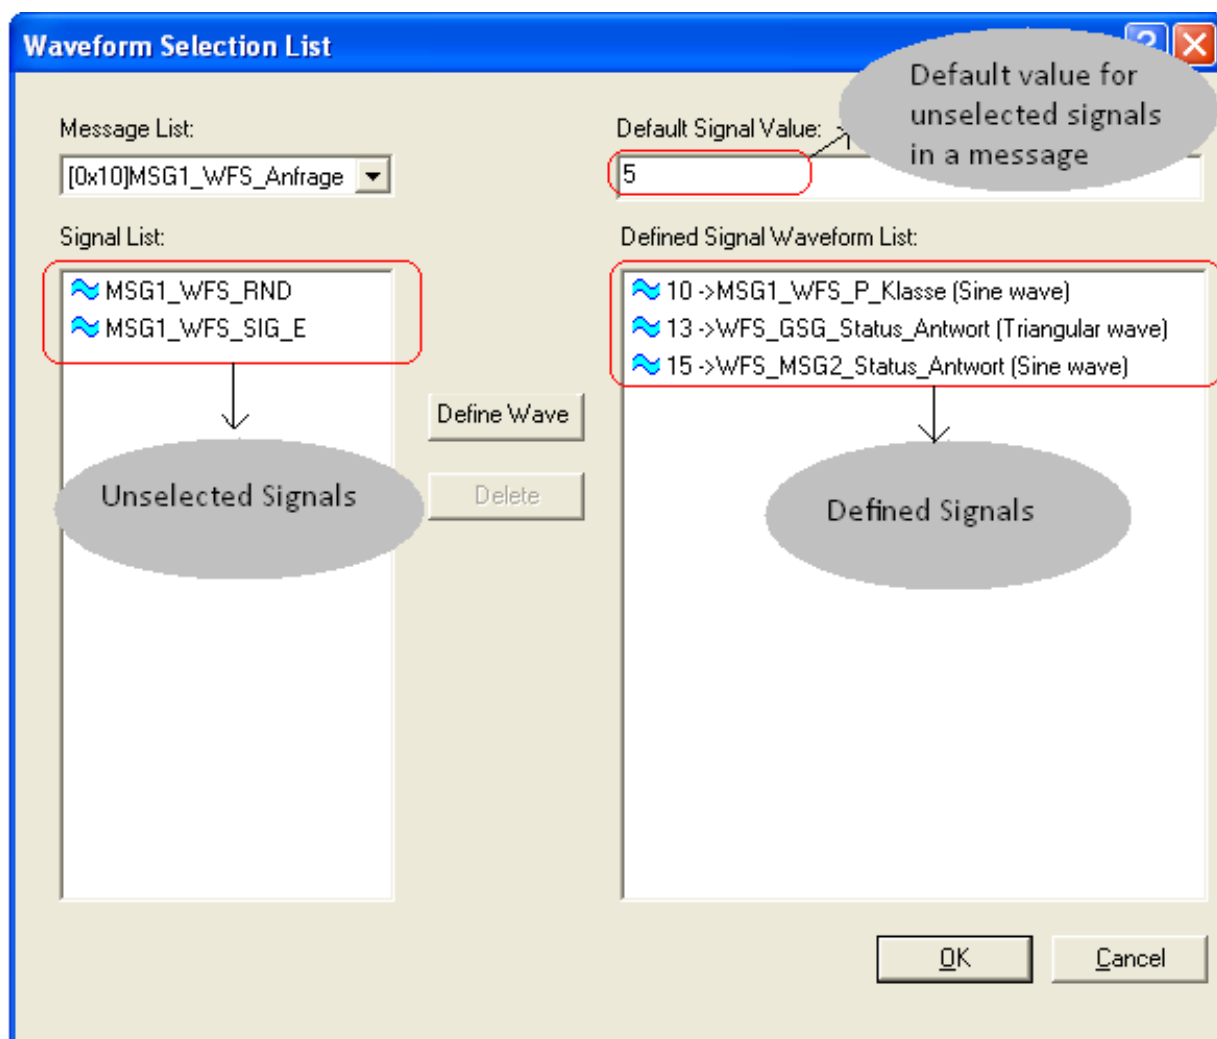 Waveform Selection List
?
Default value for
unselected signals
in a message
Message List:
Default Signal Value:
[0x10]MSG1_WFS_Anfrage
5
Signal List:
Defined Signal Waveform List:
MSG1_WFS_RND
MSG1_WFS_SIG_E
10 ->MSG1_WFS_P_Klasse (Sine wave)
13 ->WFS_GSG_Status_Antwort (Triangular wave)
15 ->WFS_MSG2_Status_Antwort (Sine wave)
Define Wave
Delete
Unselected Signals
Defined Signals
OK
Cancel